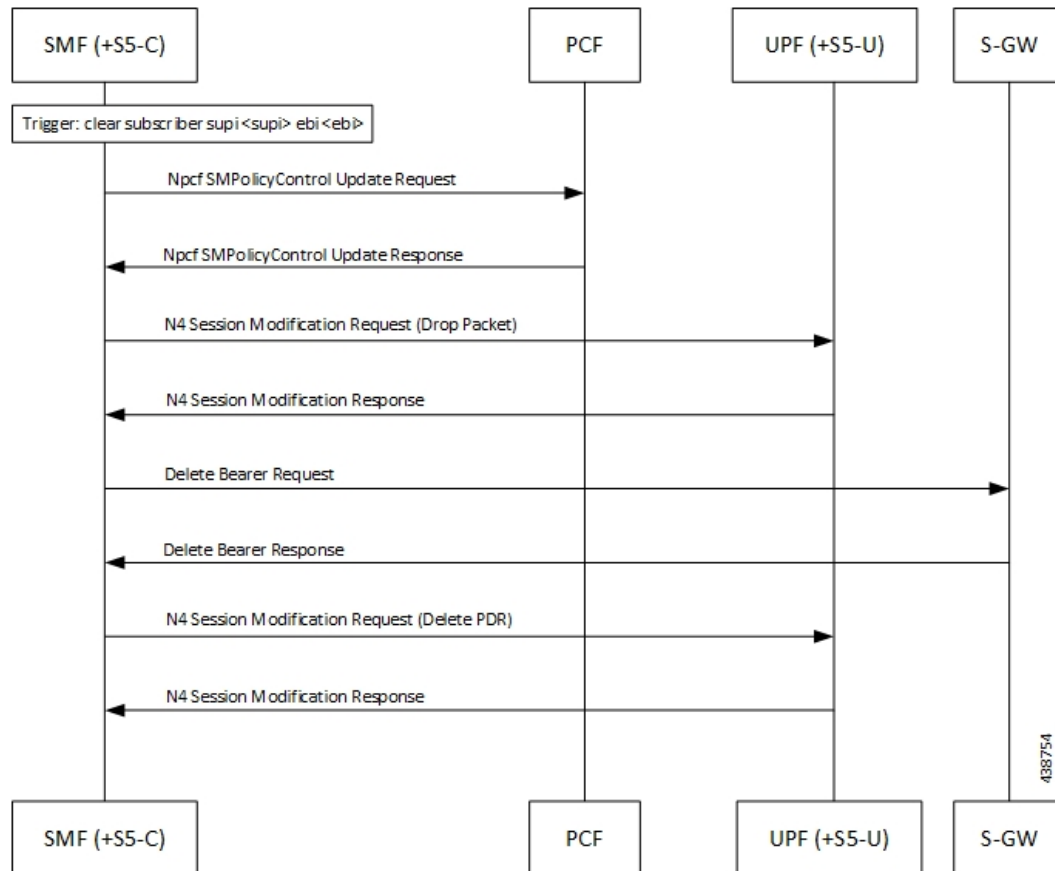 SMF (+S5-C)
PCF
UPF (+S5-U)
S-GW
Trigger: clear subscriber supi <supi> ebi <ebi>
Npcf SMPolicyControl Update Request
Npcf SMPolicyControl Update Response
N4 Session Modification Request (Drop Packet)
N4 Session Modification Response
Delete Bearer Request
Delete Bearer Response
N4 Session Modification Request (Delete PDR)
N4 Session Modification Response
438754
SMF (+S5-C)
PCF
UPF (+S5-U)
S-GW